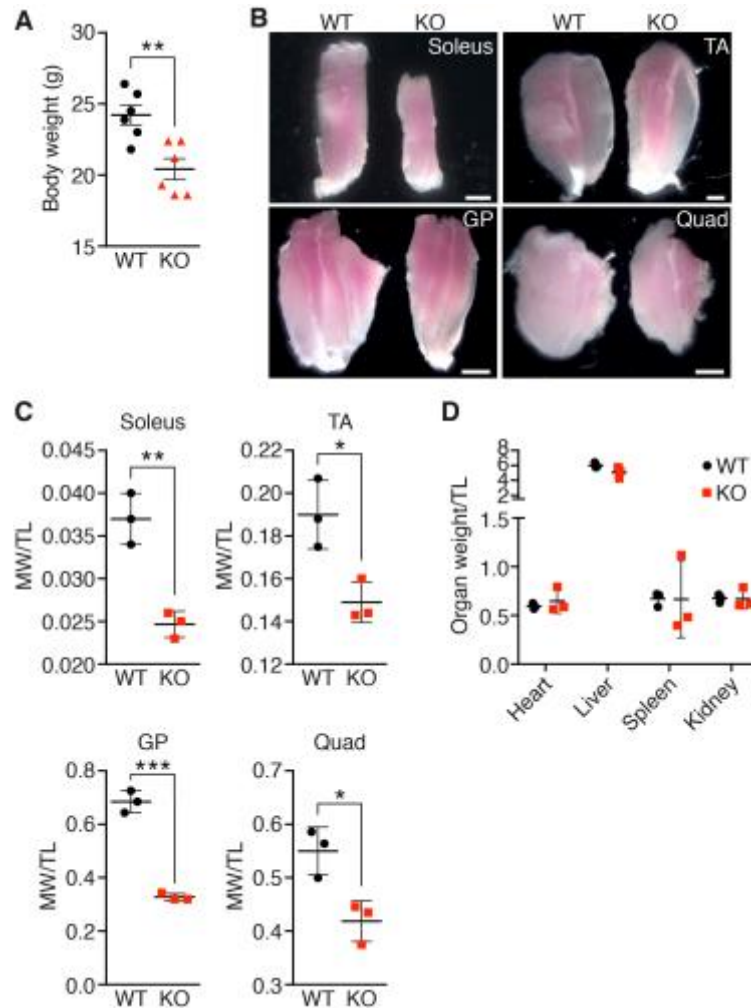 A
Body weight (g)
30
25
20
15
**
WT KO
B
WT KO WT KO
Soleus TA
GP Quad
C
Soleus
MW/TL
0.045
0.040
0.035
0.030
0.025
0.020
**
WT KO
TA
MW/TL
0.22
0.20
0.18
0.16
0.14
0.12
*
WT KO
GP
MW/TL
0.8
0.6
0.4
0.2
0.0
***
WT KO
Quad
MW/TL
0.7
0.6
0.5
0.4
0.3
*
WT KO
D
Organ weight/TL
8
6
4
2
1.5
1.0
0.5
0.0
WT
KO
Heart
Liver
Spleen
Kidney